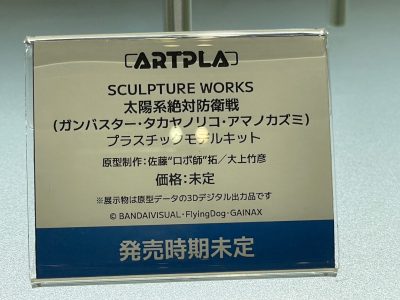 ARTPLA
SCULPTURE WORKS
太陽系絶対防衛戦
(ガンバスター・タカヤノリコ・アマノカズミ)
プラスチックモデルキット
原型制作:佐藤“ロボ師”拓/大上竹彦
価格:未定
※展示物は原型データの3Dデジタル出力品です
© BANDAIVISUAL・FlyingDog・GAINAX
発売時期未定